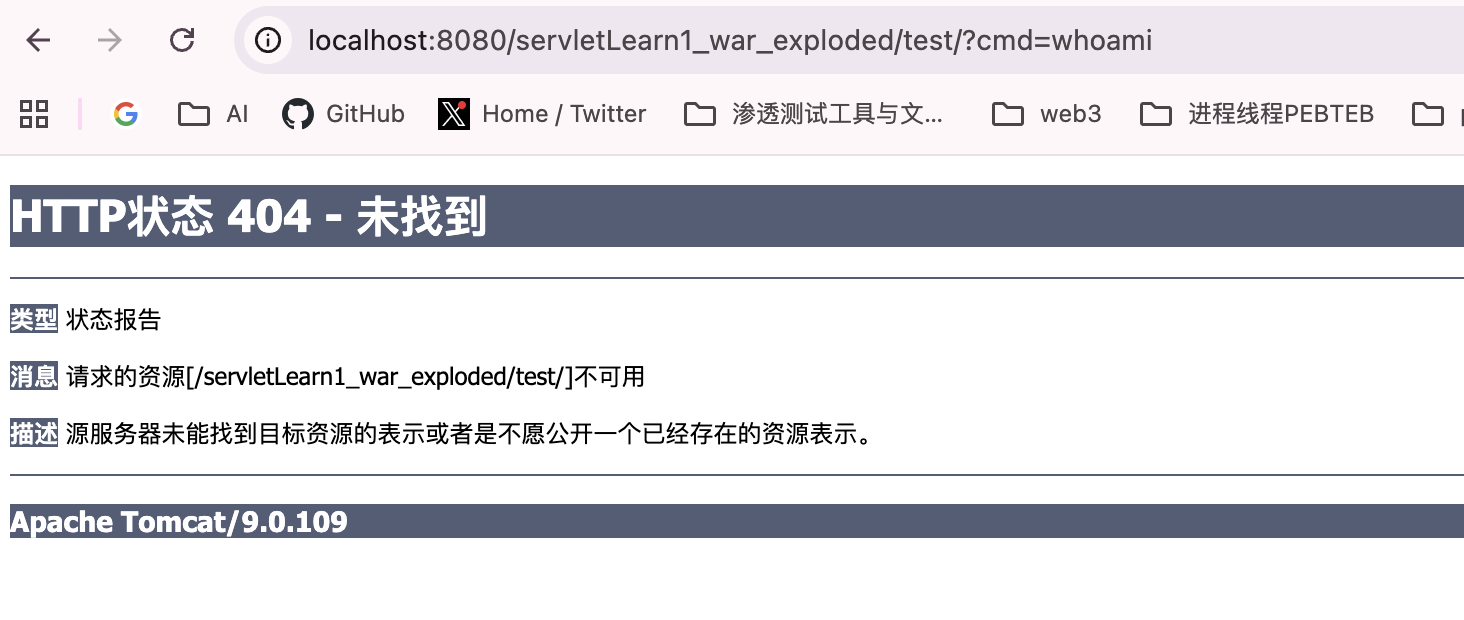 localhost:8080/servletLearn1_war_exploded/test/?cmd=whoami
AI GitHub Home / Twitter 渗透测试工具与文... web3 进程线程PEBTEB
HTTP状态 404 - 未找到
类型 状态报告
消息 请求的资源[/servletLearn1_war_exploded/test/]不可用
描述 源服务器未能找到目标资源的表示或者是不愿公开一个已经存在的资源表示。
Apache Tomcat/9.0.109